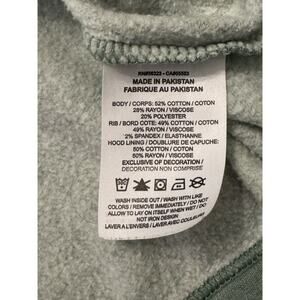 MADE IN PAKISTAN
FABRIQUE AU PAKISTAN
BODY / CORPS: 52% COTTON / COTON
28% RAYON / VISCOSE
20% POLYESTER
RIB / BORD COTE: 49% COTTON / COTON
49% RAYON / VISCOSE
2% SPANDEX / ELASTHANNE
HOOD LINING / DOUBLURE DE CAPUCHE:
50% COTTON / COTON
50% RAYON / VISCOSE
EXCLUSIVE OF DECORATION /
DECORATION NON COMPRISE
WASH INSIDE OUT / WASH WITH LIKE
COLORS / REMOVE IMMEDIATELY / DO NOT
ALLOW TO LAY ON ITSELF WHEN WET / DO
NOT IRON DESIGN
LAVER A L'ENVERS / LAVER AVEC COULEURS